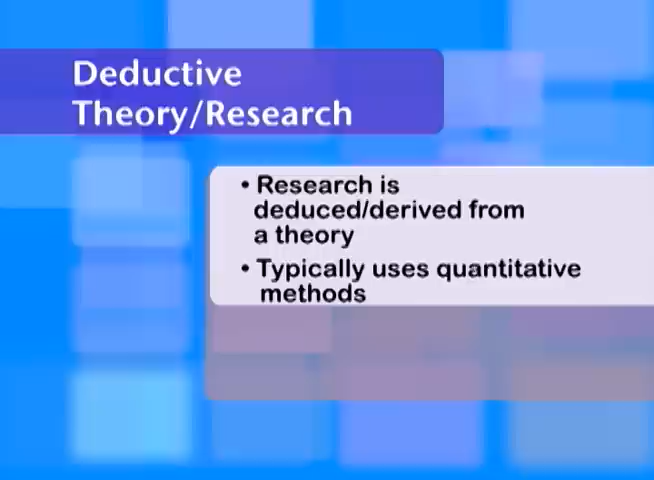 Deductive
Theory/Research
• Research is
deduced/derived from
a theory
• Typically uses quantitative
methods